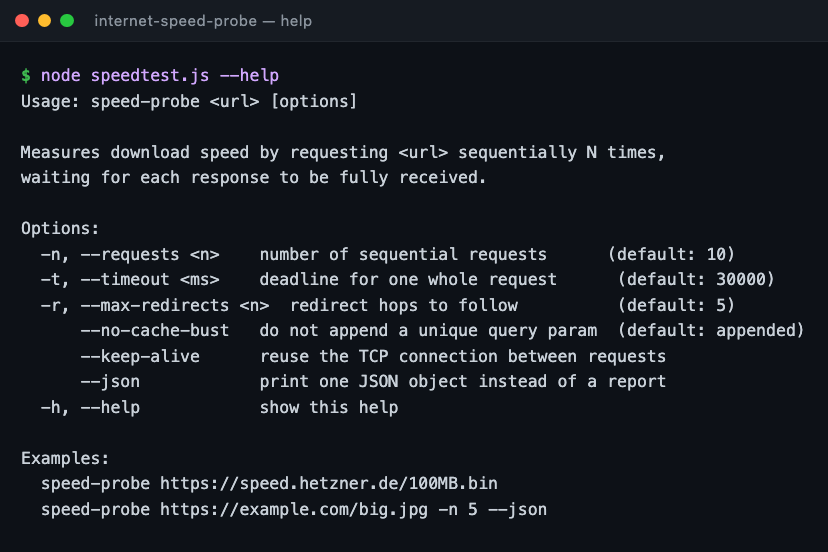 internet-speed-probe — help
$ node speedtest.js --help
Usage: speed-probe <url> [options]
Measures download speed by requesting <url> sequentially N times,
waiting for each response to be fully received.
Options:
  -n, --requests <n>    number of sequential requests      (default: 10)
  -t, --timeout <ms>    deadline for one whole request      (default: 30000)
  -r, --max-redirects <n>  redirect hops to follow          (default: 5)
      --no-cache-bust   do not append a unique query param  (default: appended)
      --keep-alive      reuse the TCP connection between requests
      --json            print one JSON object instead of a report
  -h, --help            show this help
Examples:
  speed-probe https://speed.hetzner.de/100MB.bin
  speed-probe https://example.com/big.jpg -n 5 --json